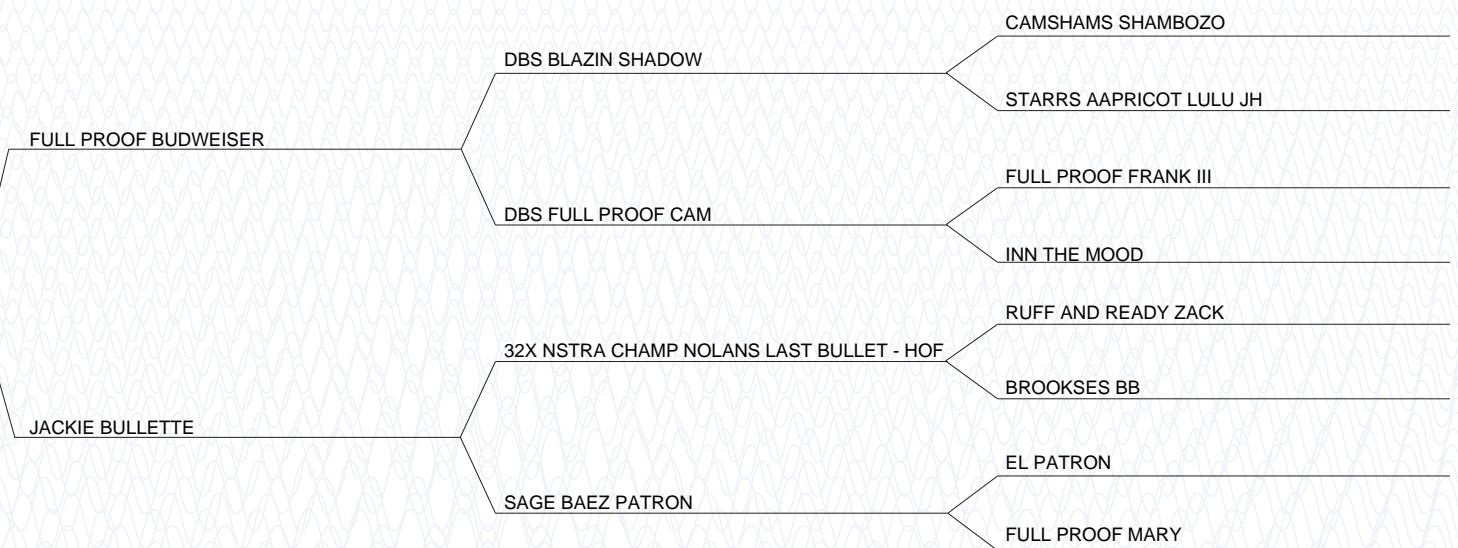 CAMSHAMS SHAMBOZO
DBS BLAZIN SHADOW
STARRS AAPRICOT LULU JH
FULL PROOF BUDWEISER
FULL PROOF FRANK III
DBS FULL PROOF CAM
INN THE MOOD
RUFF AND READY ZACK
32X NSTRA CHAMP NOLANS LAST BULLET - HOF
BROOKSES BB
JACKIE BULLETTE
EL PATRON
SAGE BAEZ PATRON
FULL PROOF MARY